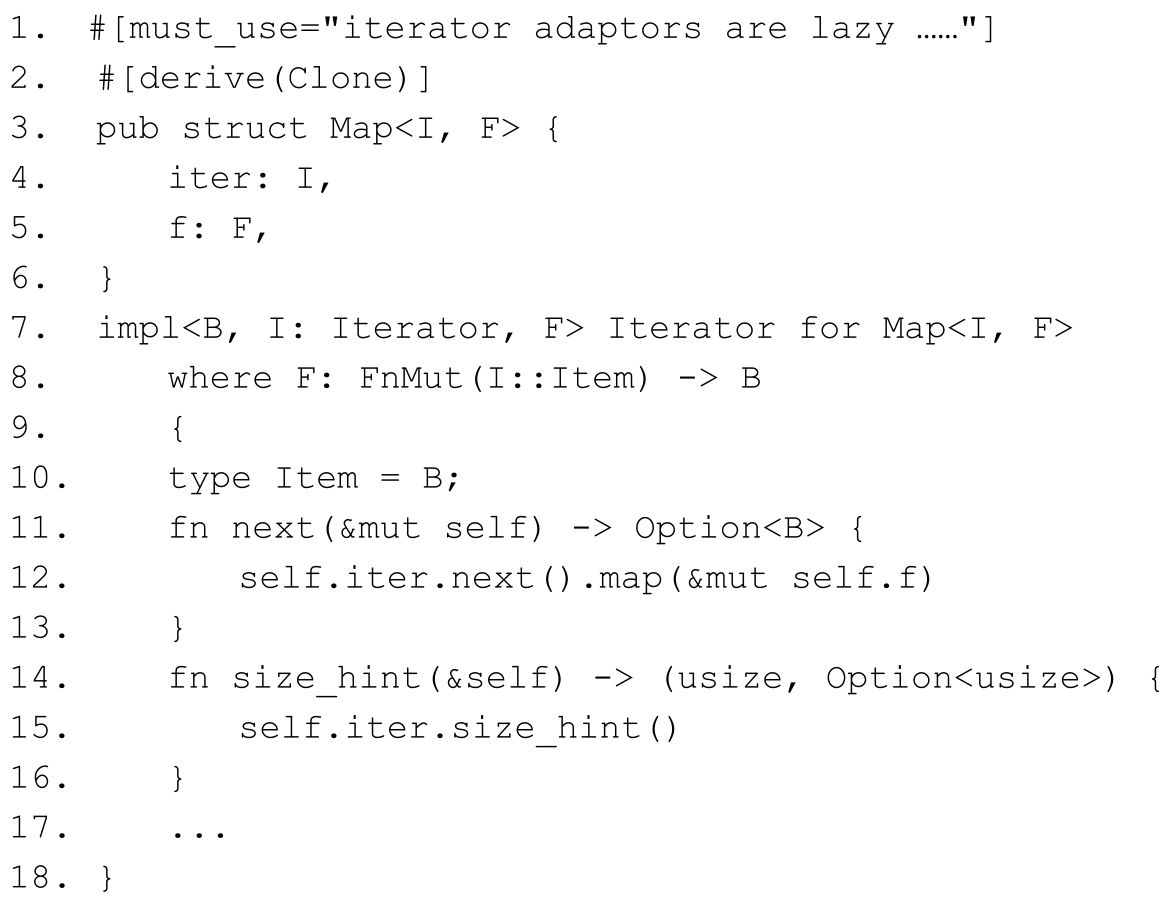 1.  #[must_use="iterator adaptors are lazy ……"]
2.  #[derive(Clone)]
3.  pub struct Map<I, F> {
4.      iter: I,
5.      f: F,
6.  }
7.  impl<B, I: Iterator, F> Iterator for Map<I, F>
8.      where F: FnMut(I::Item) -> B
9.      {
10.     type Item = B;
11.     fn next(&mut self) -> Option<B> {
12.        self.iter.next().map(&mut self.f)
13.     }
14.     fn size_hint(&self) -> (usize, Option<usize>) {
15.        self.iter.size_hint()
16.     }
17.     ...
18. }